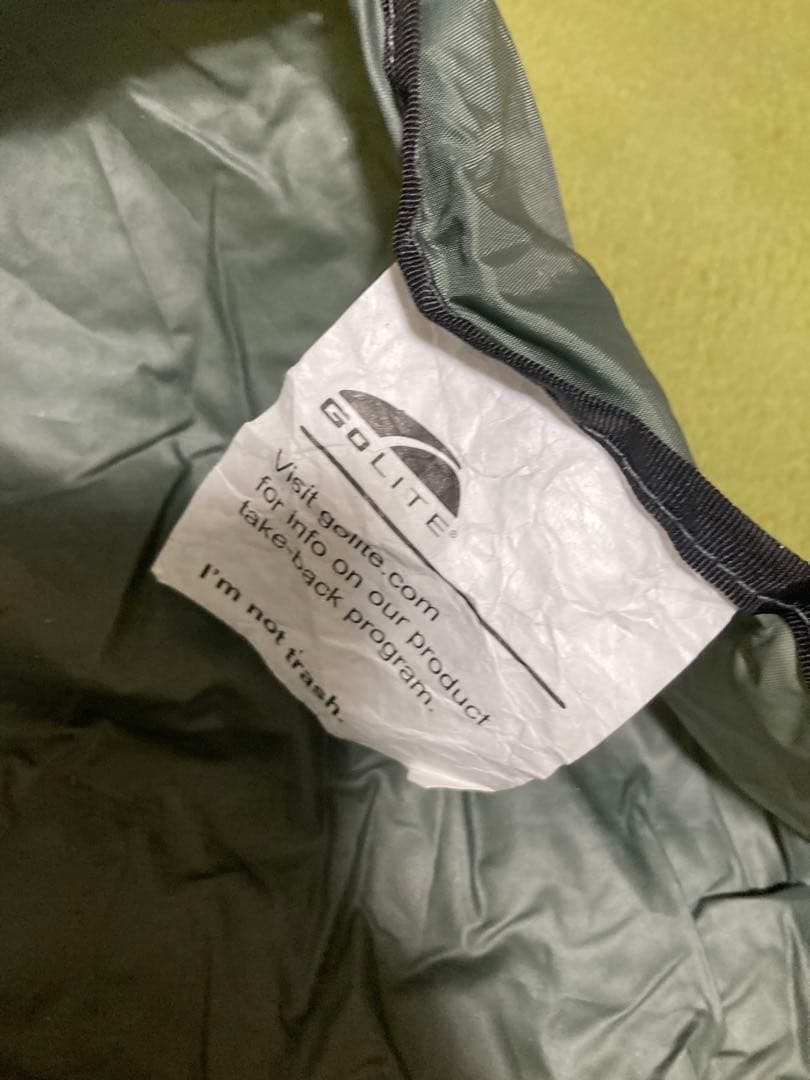 GOLITE®
Visit golite.com
for info on our product
take-back program.
I'm not trash.